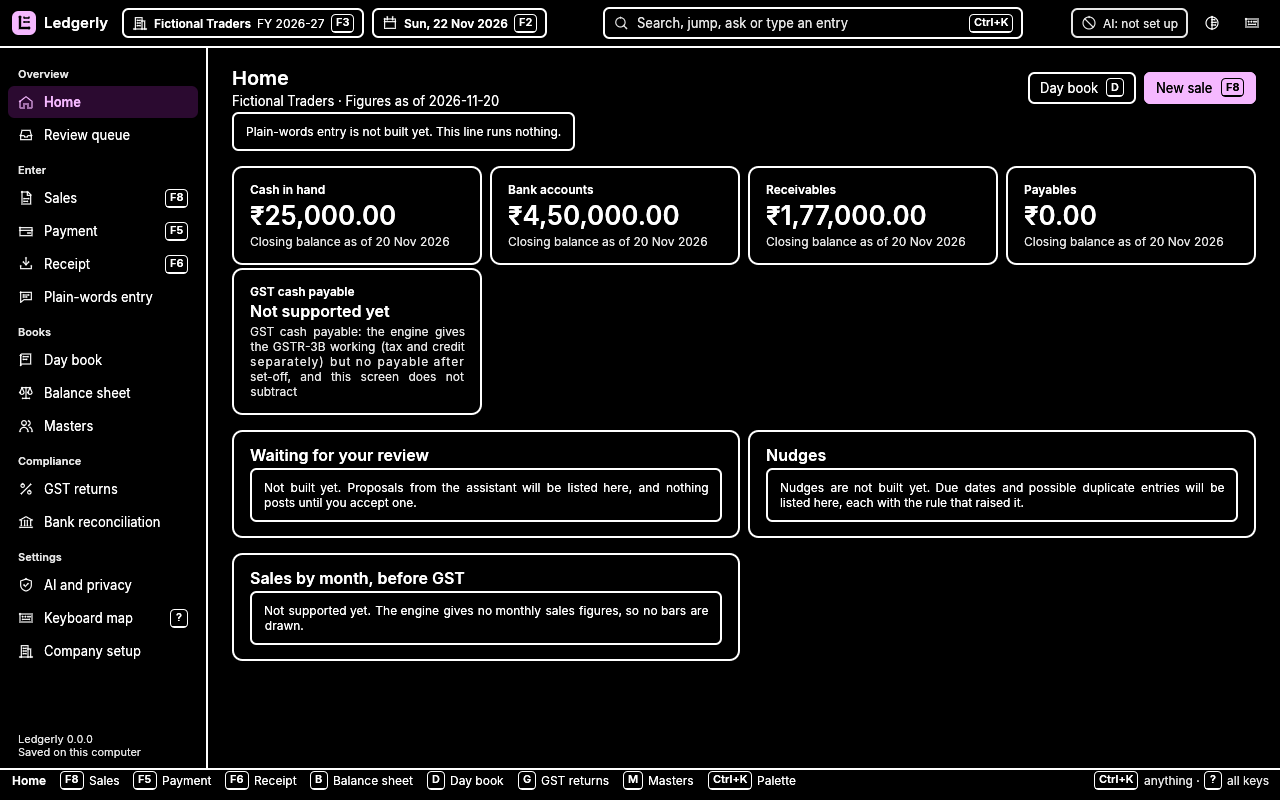 Ledgerly
Fictional Traders FY 2026-27 F3
Sun, 22 Nov 2026 F2
Search, jump, ask or type an entry Ctrl+K
AI: not set up
Overview
Home
Review queue
Enter
Sales F8
Payment F5
Receipt F6
Plain-words entry
Books
Day book
Balance sheet
Masters
Compliance
GST returns
Bank reconciliation
Settings
AI and privacy
Keyboard map ?
Company setup
Ledgerly 0.0.0
Saved on this computer
Home
Fictional Traders · Figures as of 2026-11-20
Day book D
New sale F8
Plain-words entry is not built yet. This line runs nothing.
Cash in hand
₹25,000.00
Closing balance as of 20 Nov 2026
Bank accounts
₹4,50,000.00
Closing balance as of 20 Nov 2026
Receivables
₹1,77,000.00
Closing balance as of 20 Nov 2026
Payables
₹0.00
Closing balance as of 20 Nov 2026
GST cash payable
Not supported yet
GST cash payable: the engine gives
the GSTR-3B working (tax and credit
separately) but no payable after
set-off, and this screen does not
subtract
Waiting for your review
Not built yet. Proposals from the assistant will be listed here, and nothing
posts until you accept one.
Nudges
Nudges are not built yet. Due dates and possible duplicate entries will be
listed here, each with the rule that raised it.
Sales by month, before GST
Not supported yet. The engine gives no monthly sales figures, so no bars are
drawn.
Home F8 Sales F5 Payment F6 Receipt B Balance sheet D Day book G GST returns M Masters Ctrl+K Palette
Ctrl+K anything · ? all keys